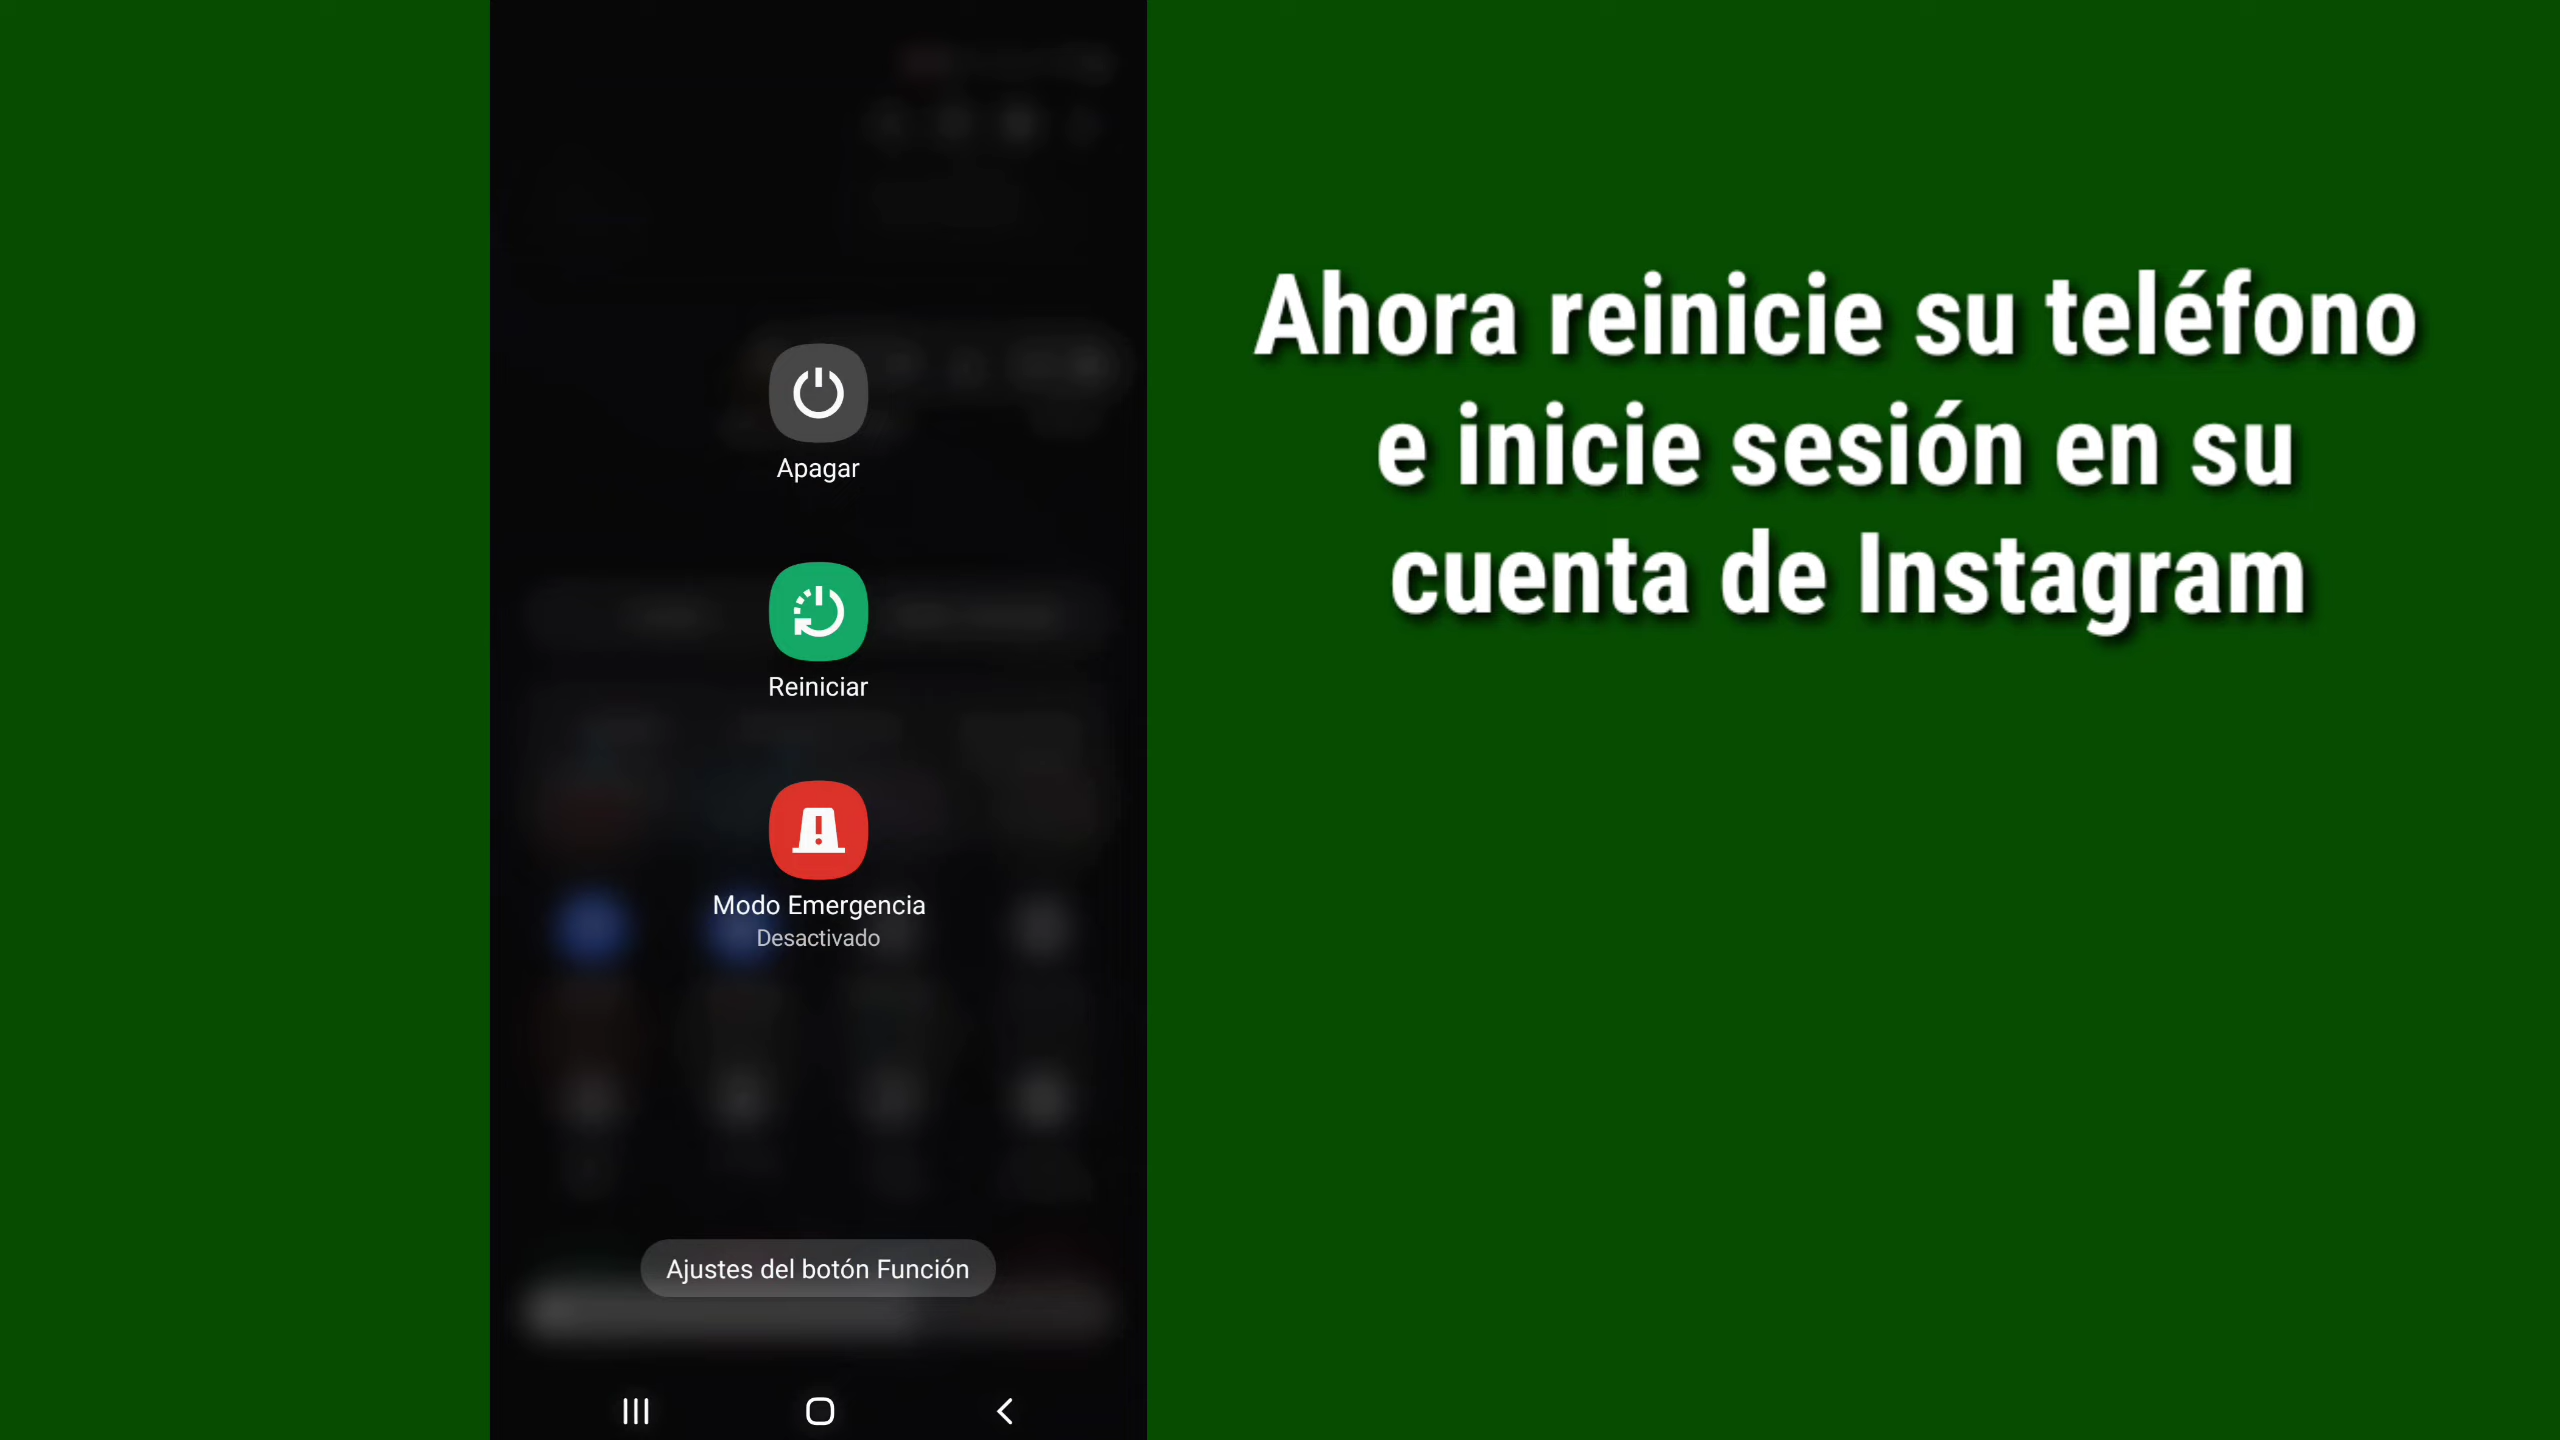 Apagar
Reiniciar
Modo Emergencia
Desactivado
Ajustes del botón Función
Ahora reinicie su teléfono
e inicie sesión en su
cuenta de Instagram